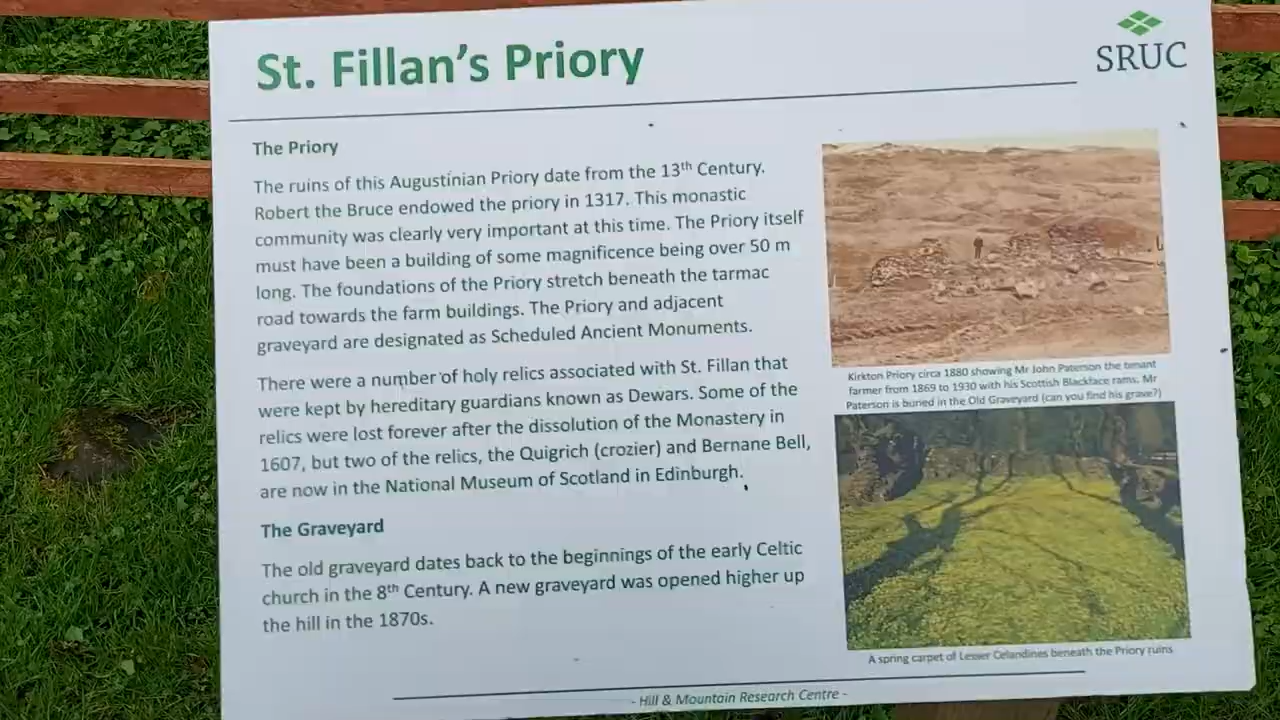 St. Fillan's Priory
SRUC
The Priory
The ruins of this Augustinian Priory date from the 13th Century.
Robert the Bruce endowed the priory in 1317. This monastic
community was clearly very important at this time. The Priory itself
must have been a building of some magnificence being over 50 m
long. The foundations of the Priory stretch beneath the tarmac
road towards the farm buildings. The Priory and adjacent
graveyard are designated as Scheduled Ancient Monuments.
There were a number of holy relics associated with St. Fillan that
were kept by hereditary guardians known as Dewars. Some of the
relics were lost forever after the dissolution of the Monastery in
1607, but two of the relics, the Quigrich (crozier) and Bernane Bell,
are now in the National Museum of Scotland in Edinburgh.
The Graveyard
The old graveyard dates back to the beginnings of the early Celtic
church in the 8th Century. A new graveyard was opened higher up
the hill in the 1870s.
Kirkton Priory circa 1880 showing Mr John Paterson the tenant
farmer from 1869 to 1930 with his Scottish Blackface rams. Mr
Paterson is buried in the Old Graveyard (can you find his grave?)
A spring carpet of Lesser Celandines beneath the Priory ruins
- Hill & Mountain Research Centre -